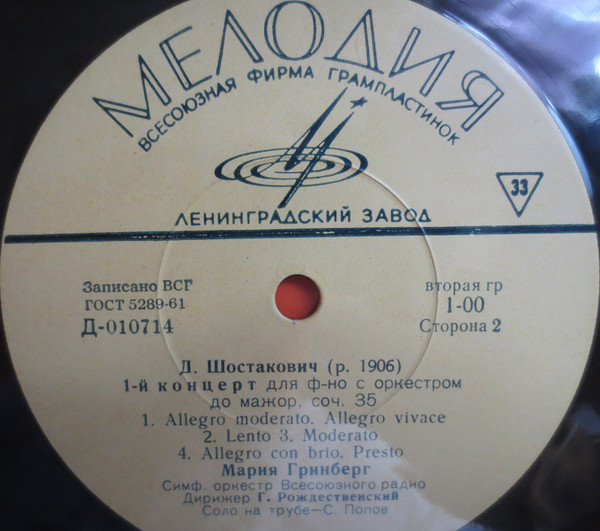 МЕЛОДИЯ
ВСЕСОЮЗНАЯ ФИРМА ГРАМПЛАСТИНОК
33
ЛЕНИНГРАДСКИЙ ЗАВОД
Записано ВСГ
ГОСТ 5289-61
Д-010714
вторая гр
1-00
Сторона 2
Д. Шостакович (р. 1906)
1-й концерт для ф-но с оркестром
до мажор, соч. 35
1. Allegro moderato. Allegro vivace
2. Lento 3. Moderato
4. Allegro con brio. Presto
Мария Гринберг
Симф. оркестр Всесоюзного радио
Дирижер Г. Рождественский
Соло на трубе—С. Попов